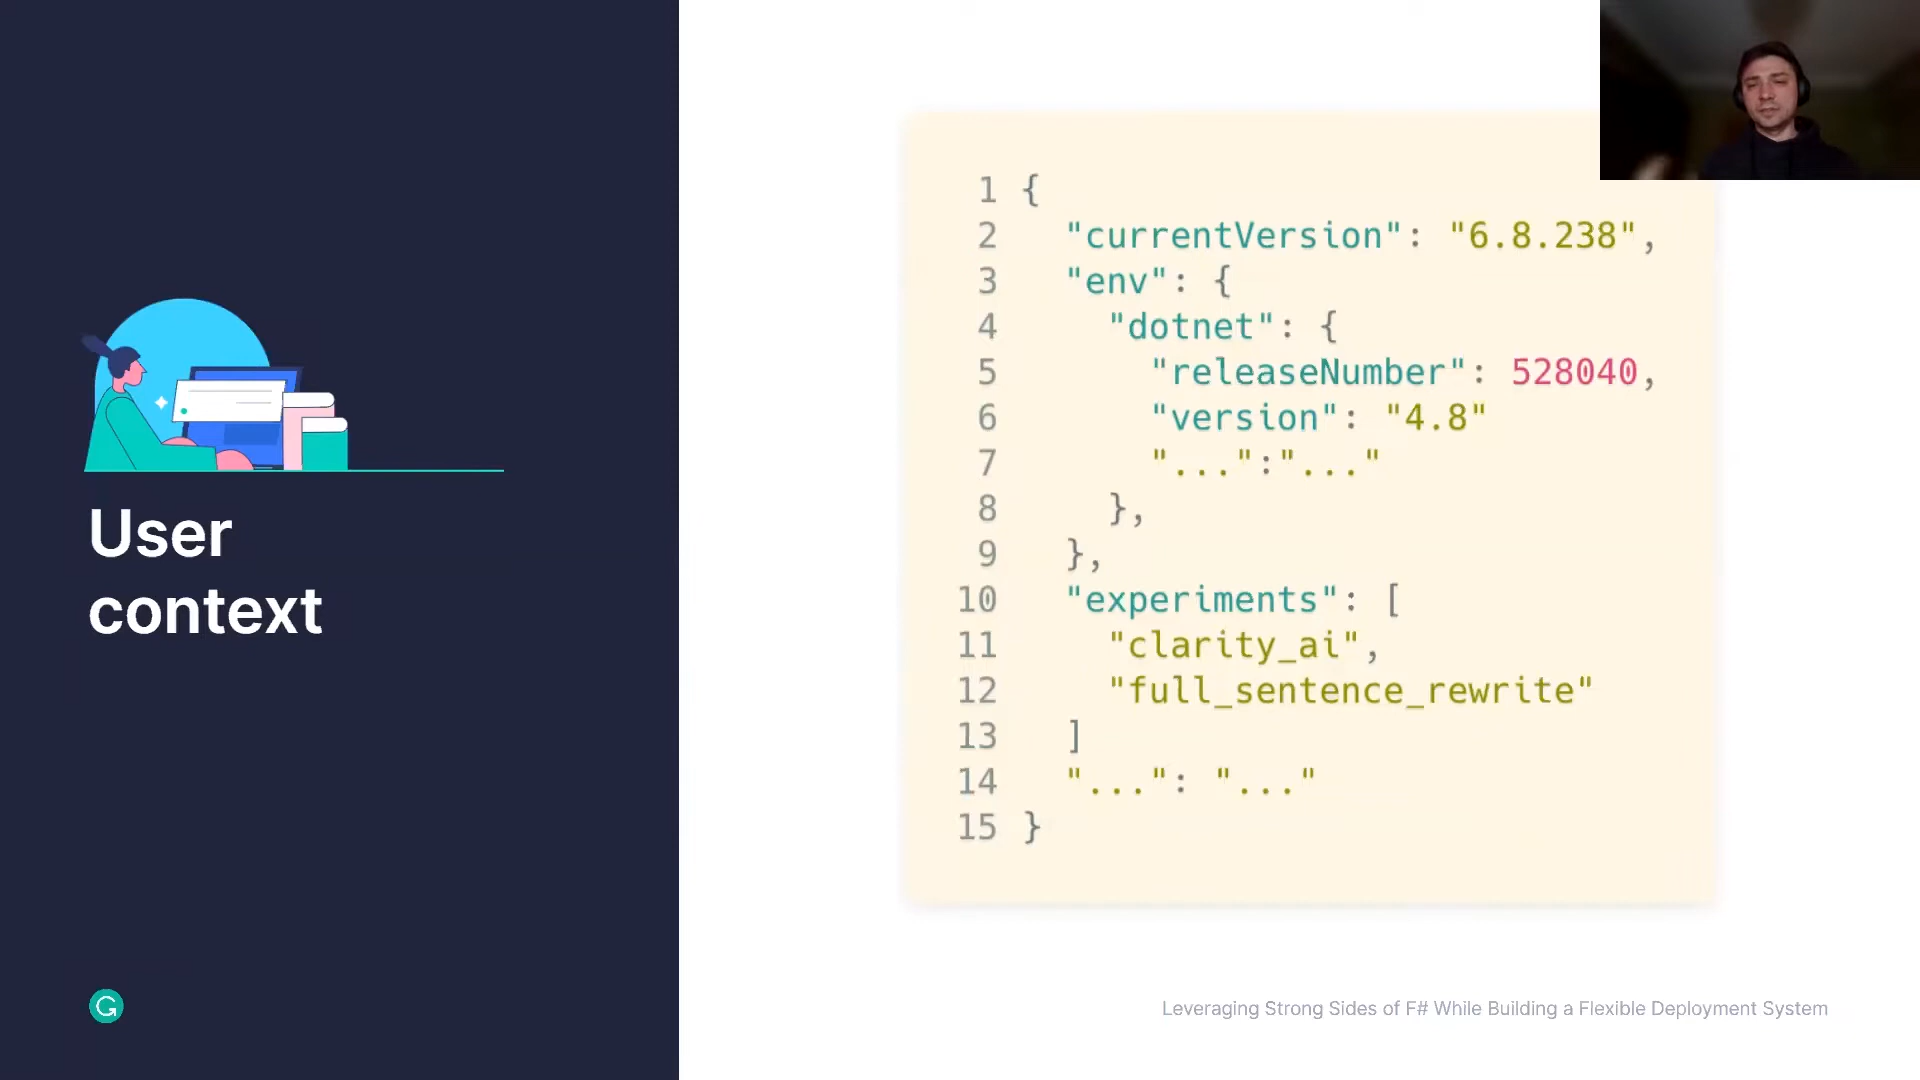 User
context
1 {
2 "currentVersion": "6.8.238",
3 "env": {
4 "dotnet": {
5 "releaseNumber": 528040,
6 "version": "4.8"
7 "...":"..."
8 },
9 },
10 "experiments": [
11 "clarity_ai",
12 "full_sentence_rewrite"
13 ]
14 "...": "..."
15 }
G
Leveraging Strong Sides of F# While Building a Flexible Deployment System